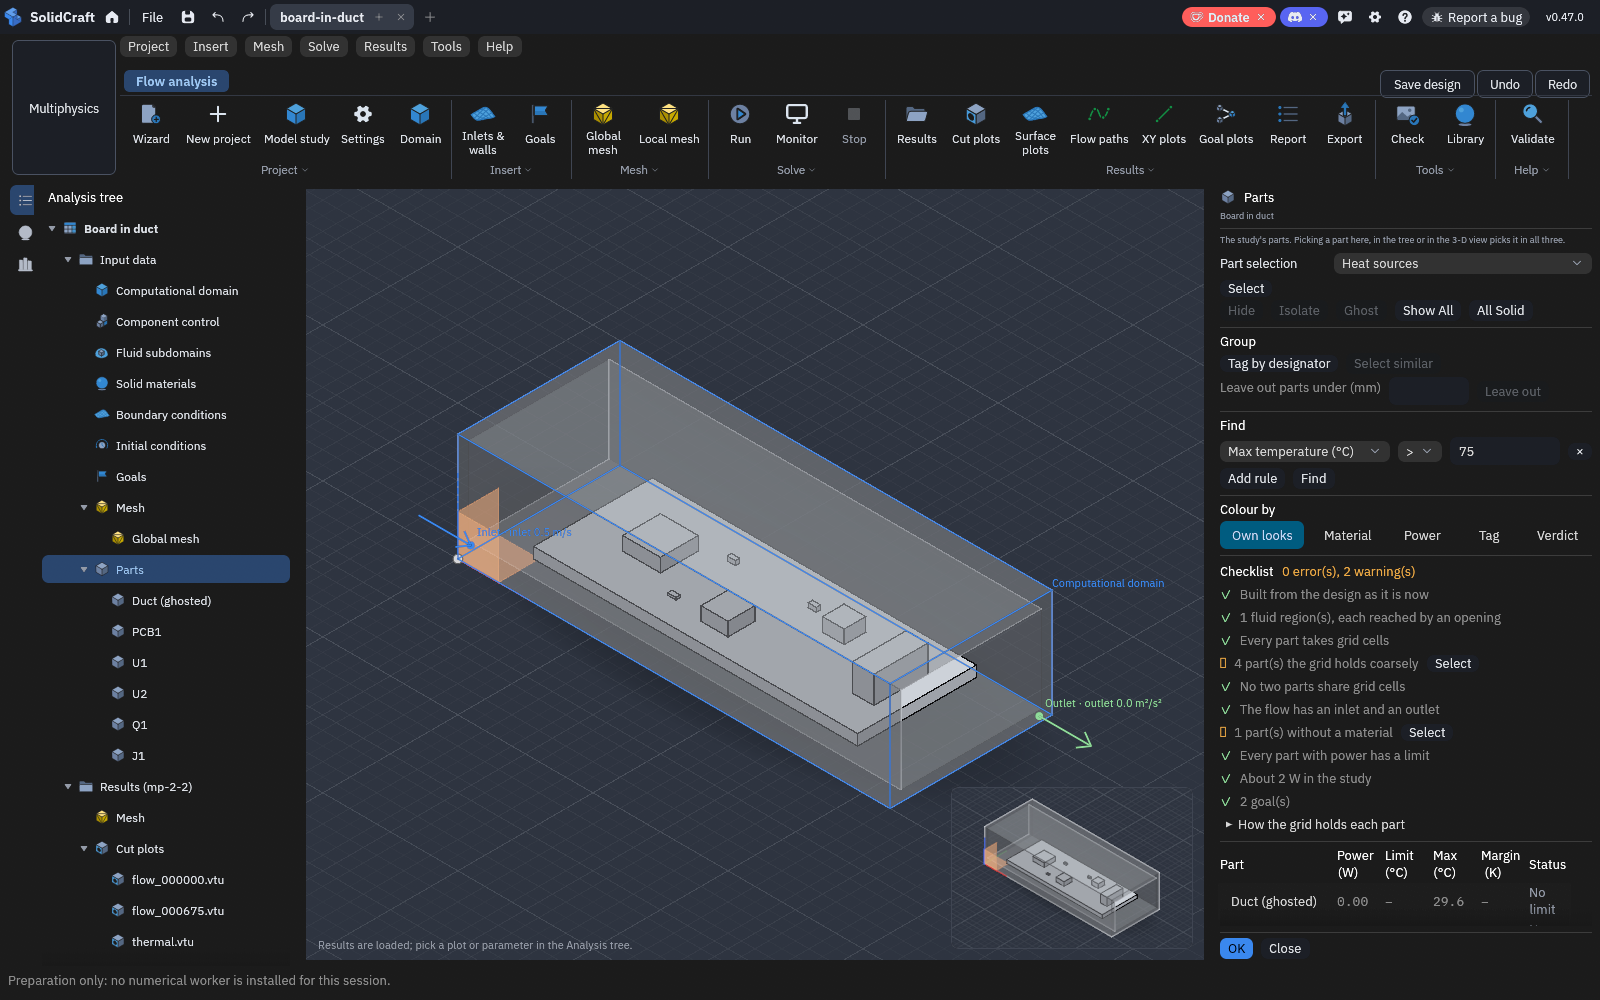 SolidCraft
File
board-in-duct
Donate
Report a bug
v0.47.0
Multiphysics
Project
Insert
Mesh
Solve
Results
Tools
Help
Flow analysis
Save design
Undo
Redo
Wizard
New project
Model study
Settings
Domain
Inlets &
walls
Goals
Global
mesh
Local mesh
Run
Monitor
Stop
Results
Cut plots
Surface
plots
Flow paths
XY plots
Goal plots
Report
Export
Check
Library
Validate
Project
Insert
Mesh
Solve
Results
Tools
Help
Analysis tree
Board in duct
Input data
Computational domain
Component control
Fluid subdomains
Solid materials
Boundary conditions
Initial conditions
Goals
Mesh
Global mesh
Parts
Duct (ghosted)
PCB1
U1
U2
Q1
J1
Results (mp-2-2)
Mesh
Cut plots
flow_000000.vtu
flow_000675.vtu
thermal.vtu
Computational domain
Outlet · outlet 0.0 m²/s²
Results are loaded; pick a plot or parameter in the Analysis tree.
Parts
Board in duct
The study's parts. Picking a part here, in the tree or in the 3-D view picks it in all three.
Part selection
Heat sources
Select
Hide
Isolate
Ghost
Show All
All Solid
Group
Tag by designator
Select similar
Leave out parts under (mm)
Leave out
Find
Max temperature (°C)
>
75
×
Add rule
Find
Colour by
Own looks
Material
Power
Tag
Verdict
Checklist 0 error(s), 2 warning(s)
✓ Built from the design as it is now
✓ 1 fluid region(s), each reached by an opening
✓ Every part takes grid cells
4 part(s) the grid holds coarsely Select
✓ No two parts share grid cells
✓ The flow has an inlet and an outlet
1 part(s) without a material Select
✓ Every part with power has a limit
✓ About 2 W in the study
✓ 2 goal(s)
How the grid holds each part
Part
Power
(W)
Limit
(°C)
Max
(°C)
Margin
(K)
Status
Duct (ghosted)
0.00
–
29.6
–
No
limit
OK
Close
Preparation only: no numerical worker is installed for this session.